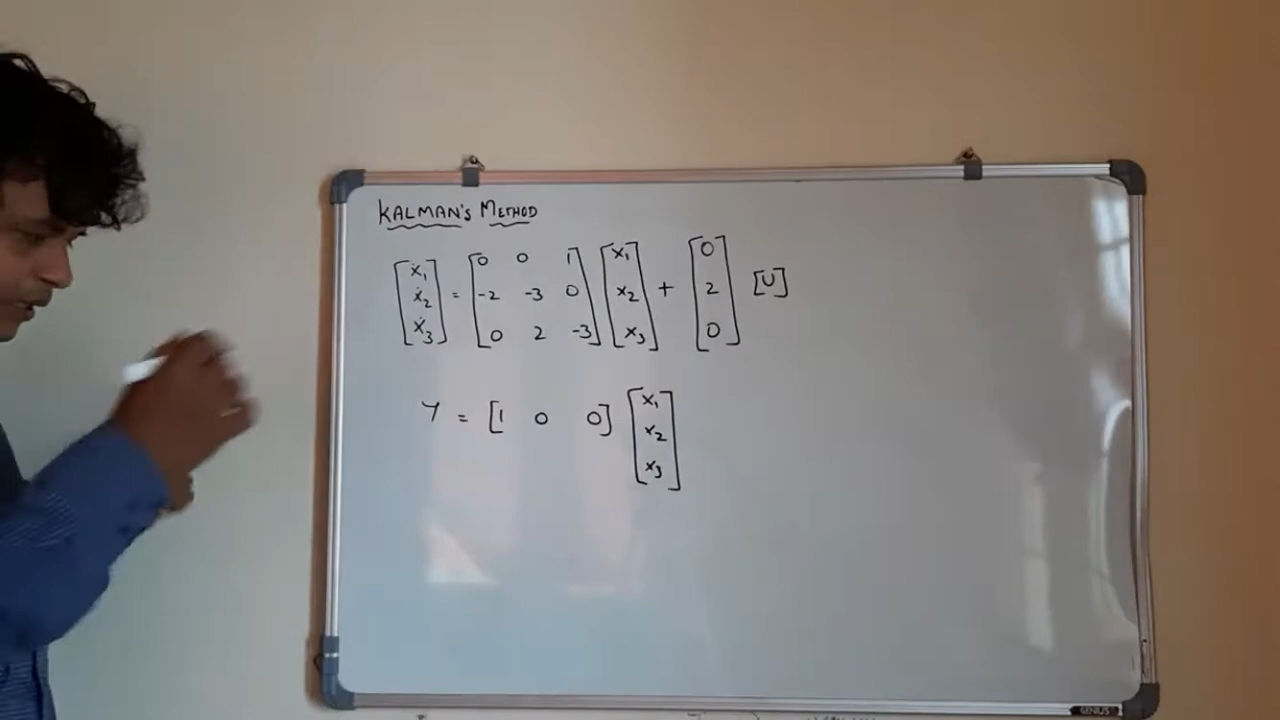 KALMAN'S METHOD
[ẋ₁ ẋ₂ ẋ₃] = [0 0 1; -2 -3 0; 0 2 -3] [x₁ x₂ x₃] + [0 2 0] [U]
Y = [1 0 0] [x₁ x₂ x₃]
GENIUS